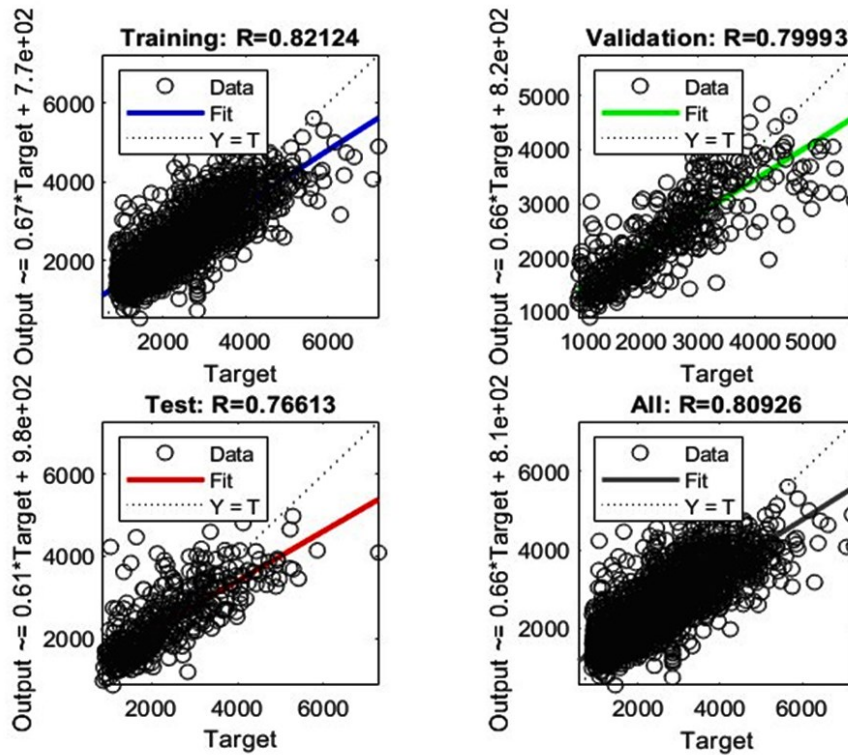 Training: R=0.82124
Output ~= 0.67*Target + 7.7e+02
6000
4000
2000
Data
Fit
Y = T
2000 4000 6000
Target
Validation: R=0.79993
Output ~= 0.66*Target + 8.2e+02
5000
4000
3000
2000
1000
Data
Fit
Y = T
1000 2000 3000 4000 5000
Target
Test: R=0.76613
Output ~= 0.61*Target + 9.8e+02
6000
4000
2000
Data
Fit
Y = T
2000 4000 6000
Target
All: R=0.80926
Output ~= 0.66*Target + 8.1e+02
6000
4000
2000
Data
Fit
Y = T
2000 4000 6000
Target